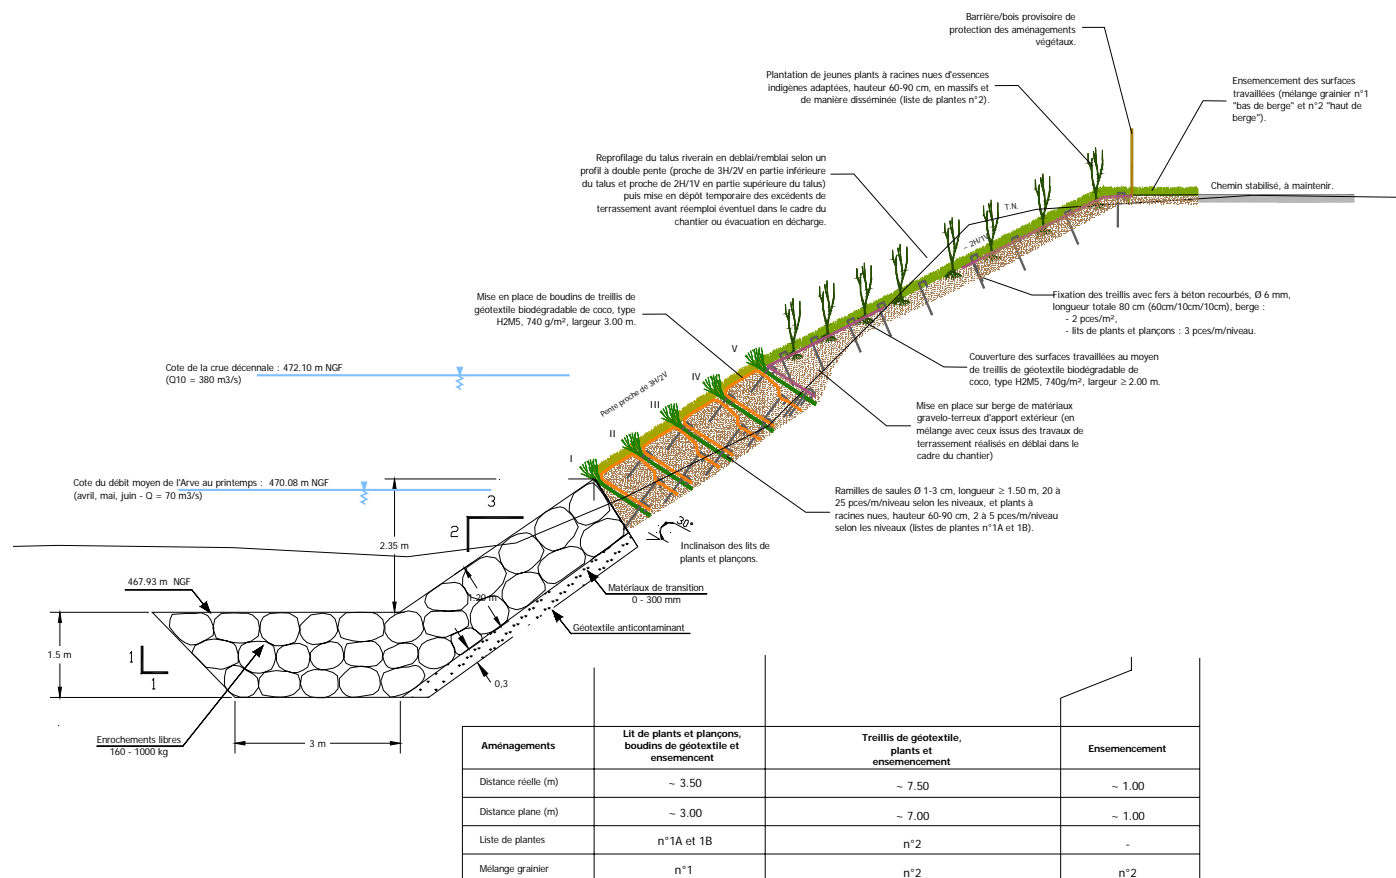 Barrière/bois provisoire de
protection des aménagements
végétaux.
Plantation de jeunes plants à racines nues d'essences
indigènes adaptées, hauteur 60-90 cm, en massifs et
de manière disséminée (liste de plantes n°2).
Ensemencement des surfaces
travaillées (mélange grainier n°1
"bas de berge" et n°2 "haut de
berge").
Reprofilage du talus riverain en deblai/remblai selon un
profil à double pente (proche de 3H/2V en partie inférieure
du talus et proche de 2H/1V en partie supérieure du talus)
puis mise en dépôt temporaire des excédents de
terrassement avant réemploi éventuel dans le cadre du
chantier ou évacuation en décharge.
Chemin stabilisé, à maintenir.
T.N.
~ 2H/1V
Mise en place de boudins de treillis de
géotextile biodégradable de coco, type
H2M5, 740 g/m², largeur 3.00 m.
Fixation des treillis avec fers à béton recourbés, Ø 6 mm,
longueur totale 80 cm (60cm/10cm/10cm), berge :
- 2 pces/m²,
- lits de plants et plançons : 3 pces/m/niveau.
Cote de la crue décennale : 472.10 m NGF
(Q10 = 380 m3/s)
Couverture des surfaces travaillées au moyen
de treillis de géotextile biodégradable de
coco, type H2M5, 740g/m², largeur ≥ 2.00 m.
Pente proche de 3H/2V
V
IV
III
II
I
Mise en place sur berge de matériaux
gravelo-terreux d'apport extérieur (en
mélange avec ceux issus des travaux de
terrassement réalisés en déblai dans le
cadre du chantier)
Cote du débit moyen de l'Arve au printemps : 470.08 m NGF
(avril, mai, juin - Q = 70 m3/s)
Ramilles de saules Ø 1-3 cm, longueur ≥ 1.50 m, 20 à
25 pces/m/niveau selon les niveaux, et plants à
racines nues, hauteur 60-90 cm, 2 à 5 pces/m/niveau
selon les niveaux (listes de plantes n°1A et 1B).
3
2
30°
Inclinaison des lits de
plants et plançons.
2.35 m
467.93 m NGF
1.20 m
Matériaux de transition
0 - 300 mm
Géotextile anticontaminant
1.5 m
1
1
0,3
Enrochements libres
160 - 1000 kg
3 m
Aménagements
Lit de plants et plançons,
boudins de géotextile et
ensemencent
Treillis de géotextile,
plants et
ensemencement
Ensemencement
Distance réelle (m)
~ 3.50
~ 7.50
~ 1.00
Distance plane (m)
~ 3.00
~ 7.00
~ 1.00
Liste de plantes
n°1A et 1B
n°2
-
Mélange grainier
n°1
n°2
n°2